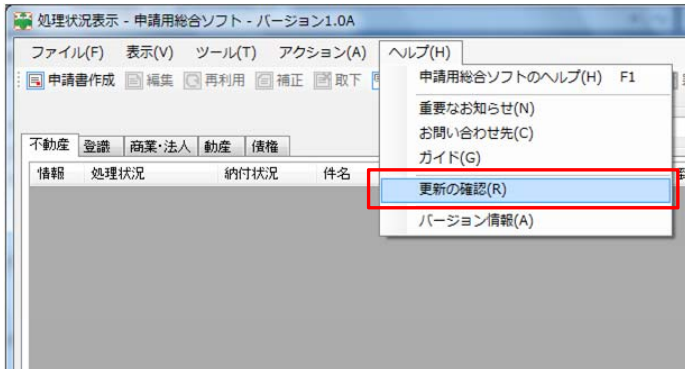 処理状況表示 - 申請用総合ソフト - バージョン1.0A
ファイル(F) 表示(V) ツール(T) アクション(A) ヘルプ(H)
申請書作成 編集 再利用 補正 取下
申請用総合ソフトのヘルプ(H) F1
重要なお知らせ(N)
お問い合わせ先(C)
ガイド(G)
更新の確認(R)
バージョン情報(A)
不動産 登識 商業・法人 動産 債権
情報 処理状況 納付状況 件名